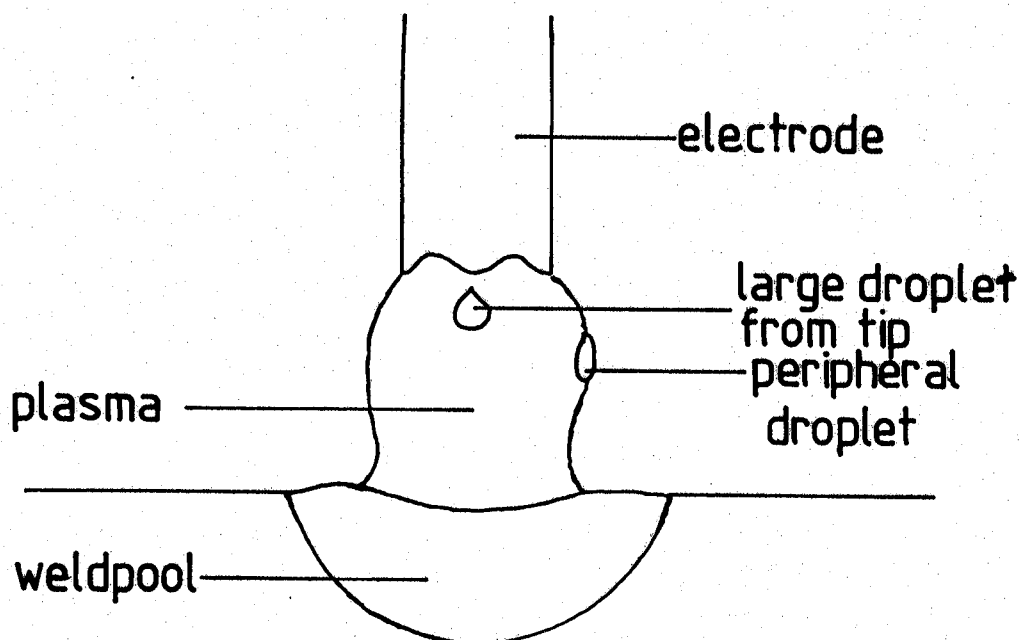 electrode
large droplet
from tip
peripheral
droplet
plasma
weldpool